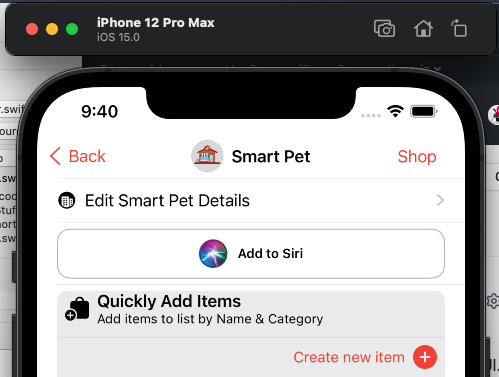 iPhone 12 Pro Max
iOS 15.0
9:40
Back
Smart Pet
Shop
Edit Smart Pet Details
Add to Siri
Quickly Add Items
Add items to list by Name & Category
Create new item